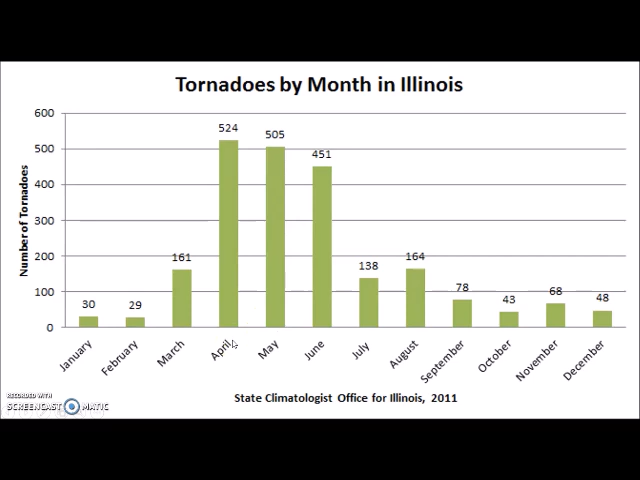 Tornadoes by Month in Illinois
Number of Tornadoes
600
500
400
300
200
100
0
30
29
161
524
505
451
138
164
78
43
68
48
January
February
March
April
May
June
July
August
September
October
November
December
State Climatologist Office for Illinois, 2011
RECORDED WITH
SCREENCAST MATIC